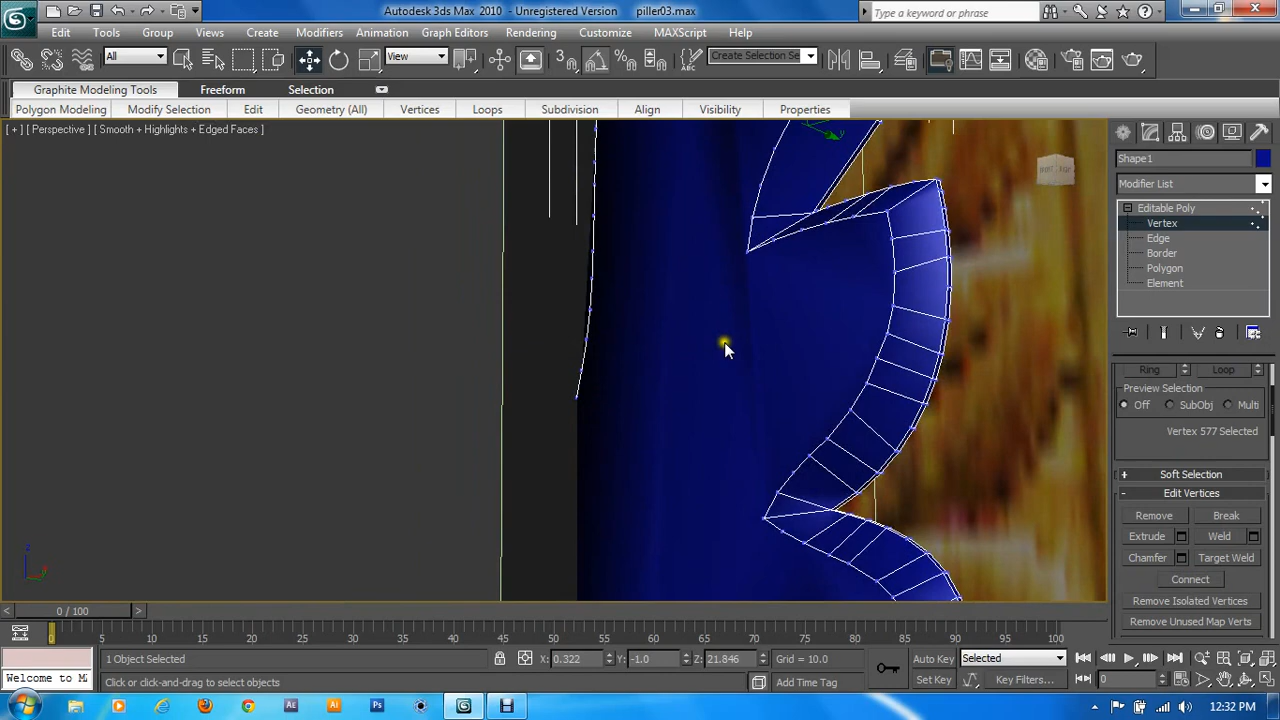 Autodesk 3ds Max 2010 - Unregistered Version piller03.max
Type a keyword or phrase
Edit Tools Group Views Create Modifiers Animation Graph Editors Rendering Customize MAXScript Help
All View Create Selection Se
Graphite Modeling Tools Freeform Selection
Polygon Modeling Modify Selection Edit Geometry (All) Vertices Loops Subdivision Align Visibility Properties
[ + ] [ Perspective ] [ Smooth + Highlights + Edged Faces ]
Shape1
Modifier List
Editable Poly
Vertex
Edge
Border
Polygon
Element
Ring Loop
Preview Selection
Off SubObj Multi
Vertex 577 Selected
+ Soft Selection
- Edit Vertices
Remove Break
Extrude Weld
Chamfer Target Weld
Connect
Remove Isolated Vertices
Remove Unused Map Verts
z
y
0 / 100
0 5 10 15 20 25 30 35 40 45 50 55 60 65 70 75 80 85 90 95 100
1 Object Selected X: 0.322 Y: -1.0 Z: 21.846 Grid = 10.0 Auto Key Selected
Welcome to M Click or click-and-drag to select objects Add Time Tag Set Key Key Filters... 0
12:32 PM